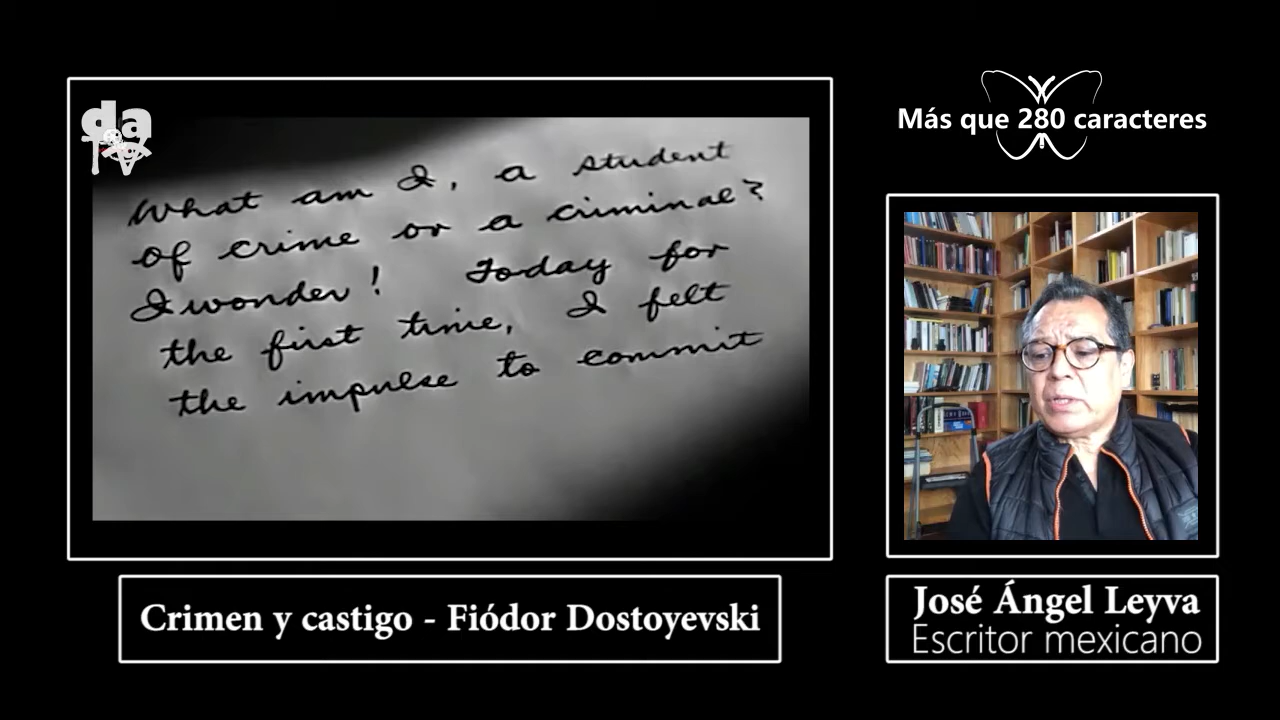 da
What am I, a student
of crime or a criminal?
I wonder! Today for
the first time, I felt
the impulse to commit
Crimen y castigo - Fiódor Dostoyevski
Más que 280 caracteres
José Ángel Leyva
Escritor mexicano